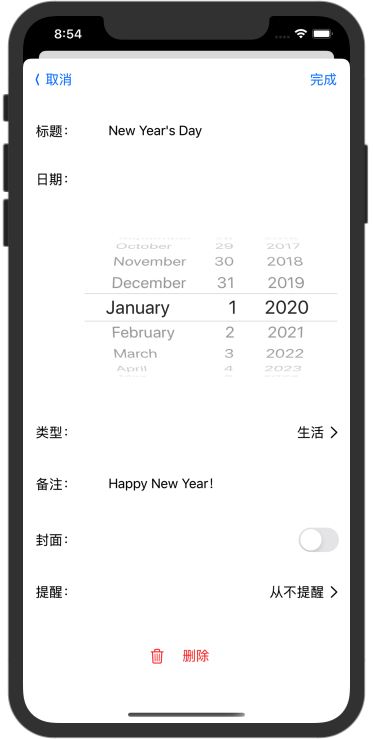 8:54
取消 完成
标题： New Year's Day
日期：
October 29 2017
November 30 2018
December 31 2019
January 1 2020
February 2 2021
March 3 2022
April 4 2023
类型： 生活
备注： Happy New Year!
封面：
提醒： 从不提醒
删除